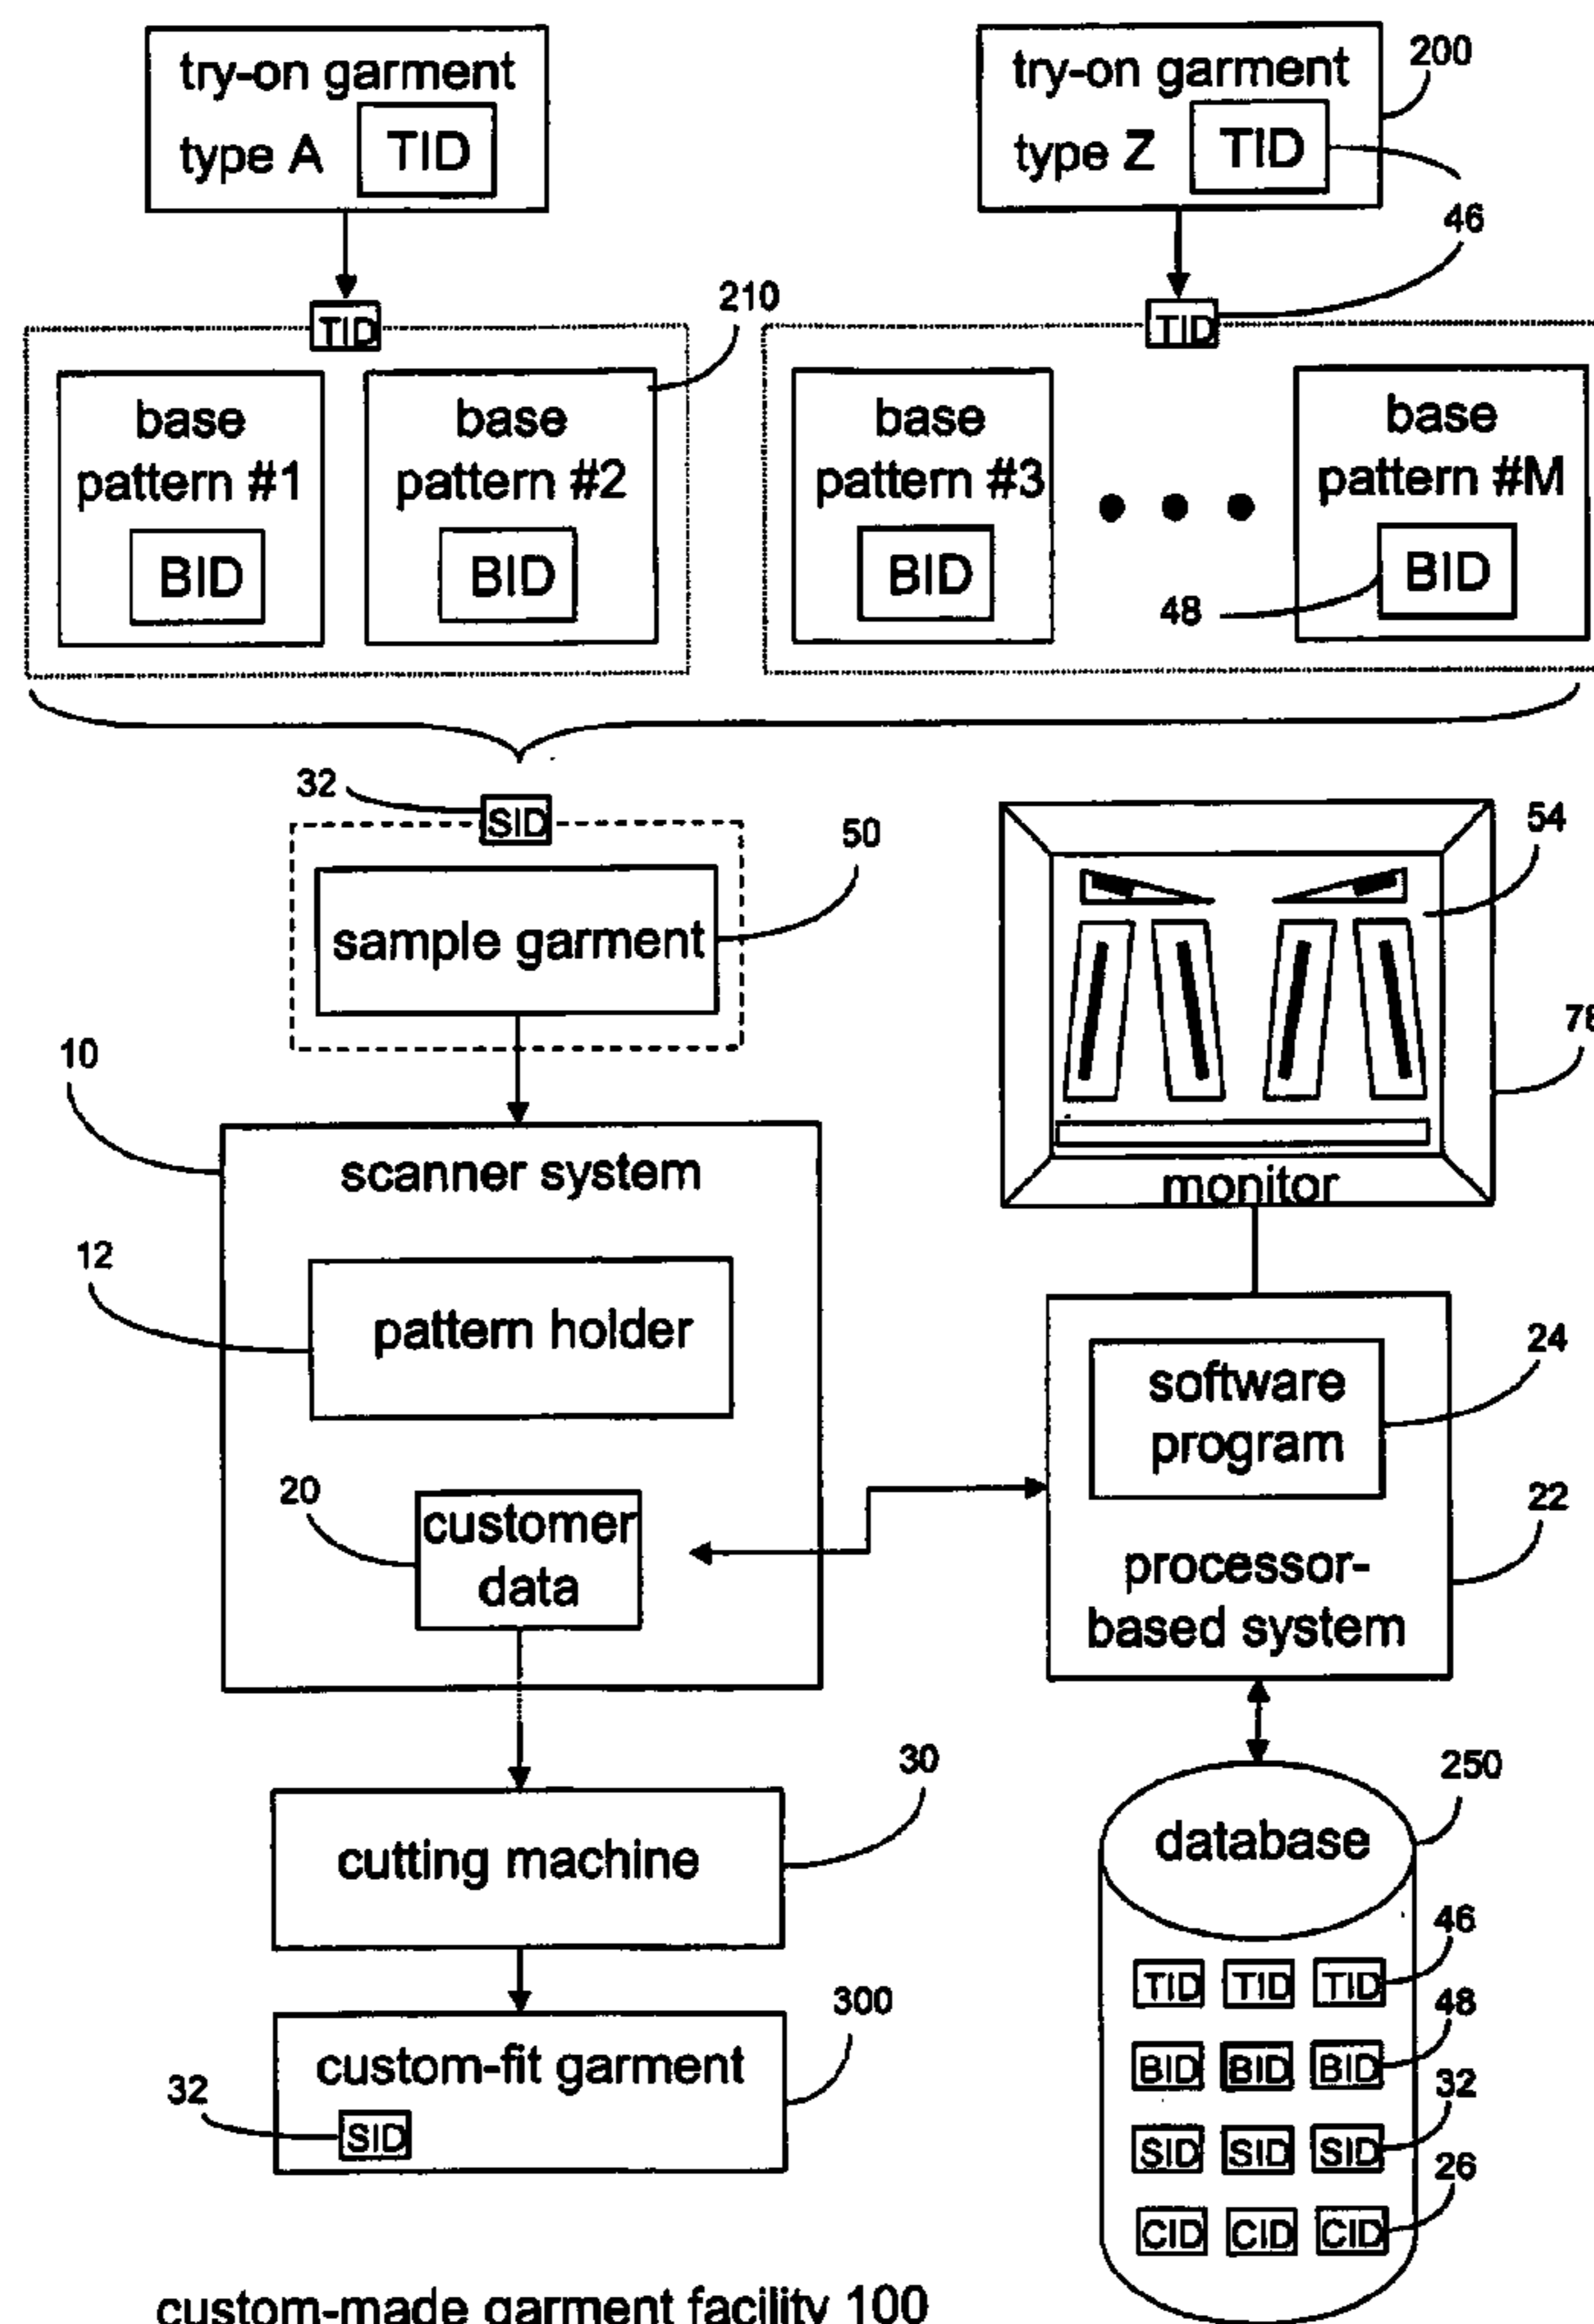 try-on garment
type A TID
try-on garment
type Z TID
200
46
TID
TID
210
base
pattern #1
BID
base
pattern #2
BID
base
pattern #3
BID
base
pattern #M
BID
48
32
SID
50
sample garment
54
78
monitor
10
scanner system
12
pattern holder
20
customer
data
24
software
program
22
processor-
based system
30
cutting machine
250
database
46
TID TID TID
48
BID BID BID
32
SID SID SID
26
CID CID CID
300
custom-fit garment
32
SID
custom-made garment facility 100